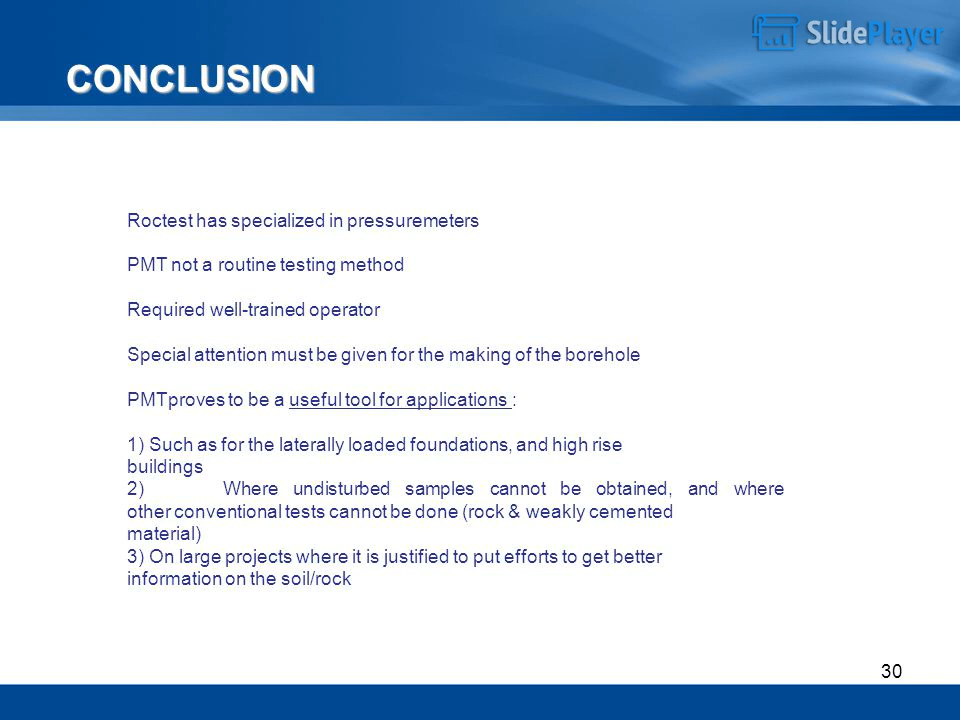 SlidePlayer
CONCLUSION
Roctest has specialized in pressuremeters
PMT not a routine testing method
Required well-trained operator
Special attention must be given for the making of the borehole
PMTproves to be a useful tool for applications :
1) Such as for the laterally loaded foundations, and high rise
buildings
2) Where undisturbed samples cannot be obtained, and where
other conventional tests cannot be done (rock & weakly cemented
material)
3) On large projects where it is justified to put efforts to get better
information on the soil/rock
30